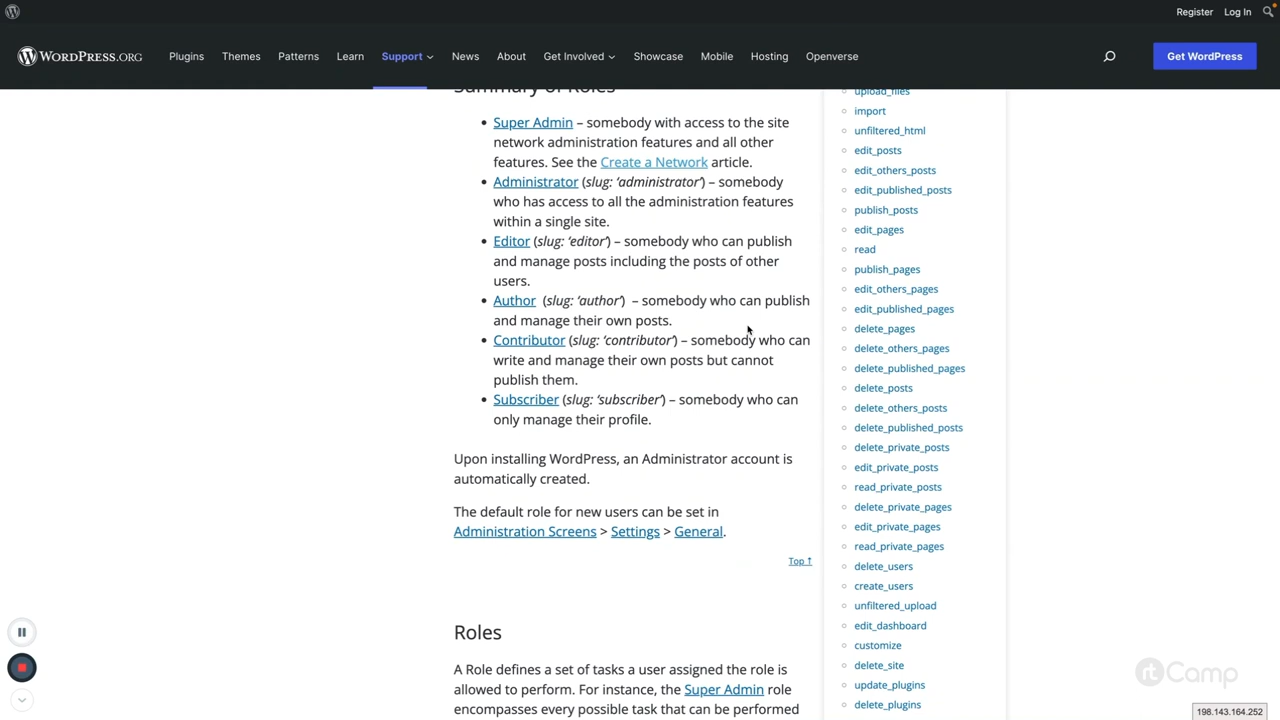 Register
Log In
WORDPRESS.ORG
Plugins
Themes
Patterns
Learn
Support
News
About
Get Involved
Showcase
Mobile
Hosting
Openverse
Get WordPress
Summary of Roles
Super Admin – somebody with access to the site
network administration features and all other
features. See the Create a Network article.
Administrator (slug: ‘administrator’) – somebody
who has access to all the administration features
within a single site.
Editor (slug: ‘editor’) – somebody who can publish
and manage posts including the posts of other
users.
Author (slug: ‘author’) – somebody who can publish
and manage their own posts.
Contributor (slug: ‘contributor’) – somebody who can
write and manage their own posts but cannot
publish them.
Subscriber (slug: ‘subscriber’) – somebody who can
only manage their profile.
Upon installing WordPress, an Administrator account is
automatically created.
The default role for new users can be set in
Administration Screens > Settings > General.
Top ↑
Roles
A Role defines a set of tasks a user assigned the role is
allowed to perform. For instance, the Super Admin role
encompasses every possible task that can be performed
upload_files
import
unfiltered_html
edit_posts
edit_others_posts
edit_published_posts
publish_posts
edit_pages
read
publish_pages
edit_others_pages
edit_published_pages
delete_pages
delete_others_pages
delete_published_pages
delete_posts
delete_others_posts
delete_published_posts
delete_private_posts
edit_private_posts
read_private_posts
delete_private_pages
edit_private_pages
read_private_pages
delete_users
create_users
unfiltered_upload
edit_dashboard
customize
delete_site
update_plugins
delete_plugins
rtCamp
198.143.164.252